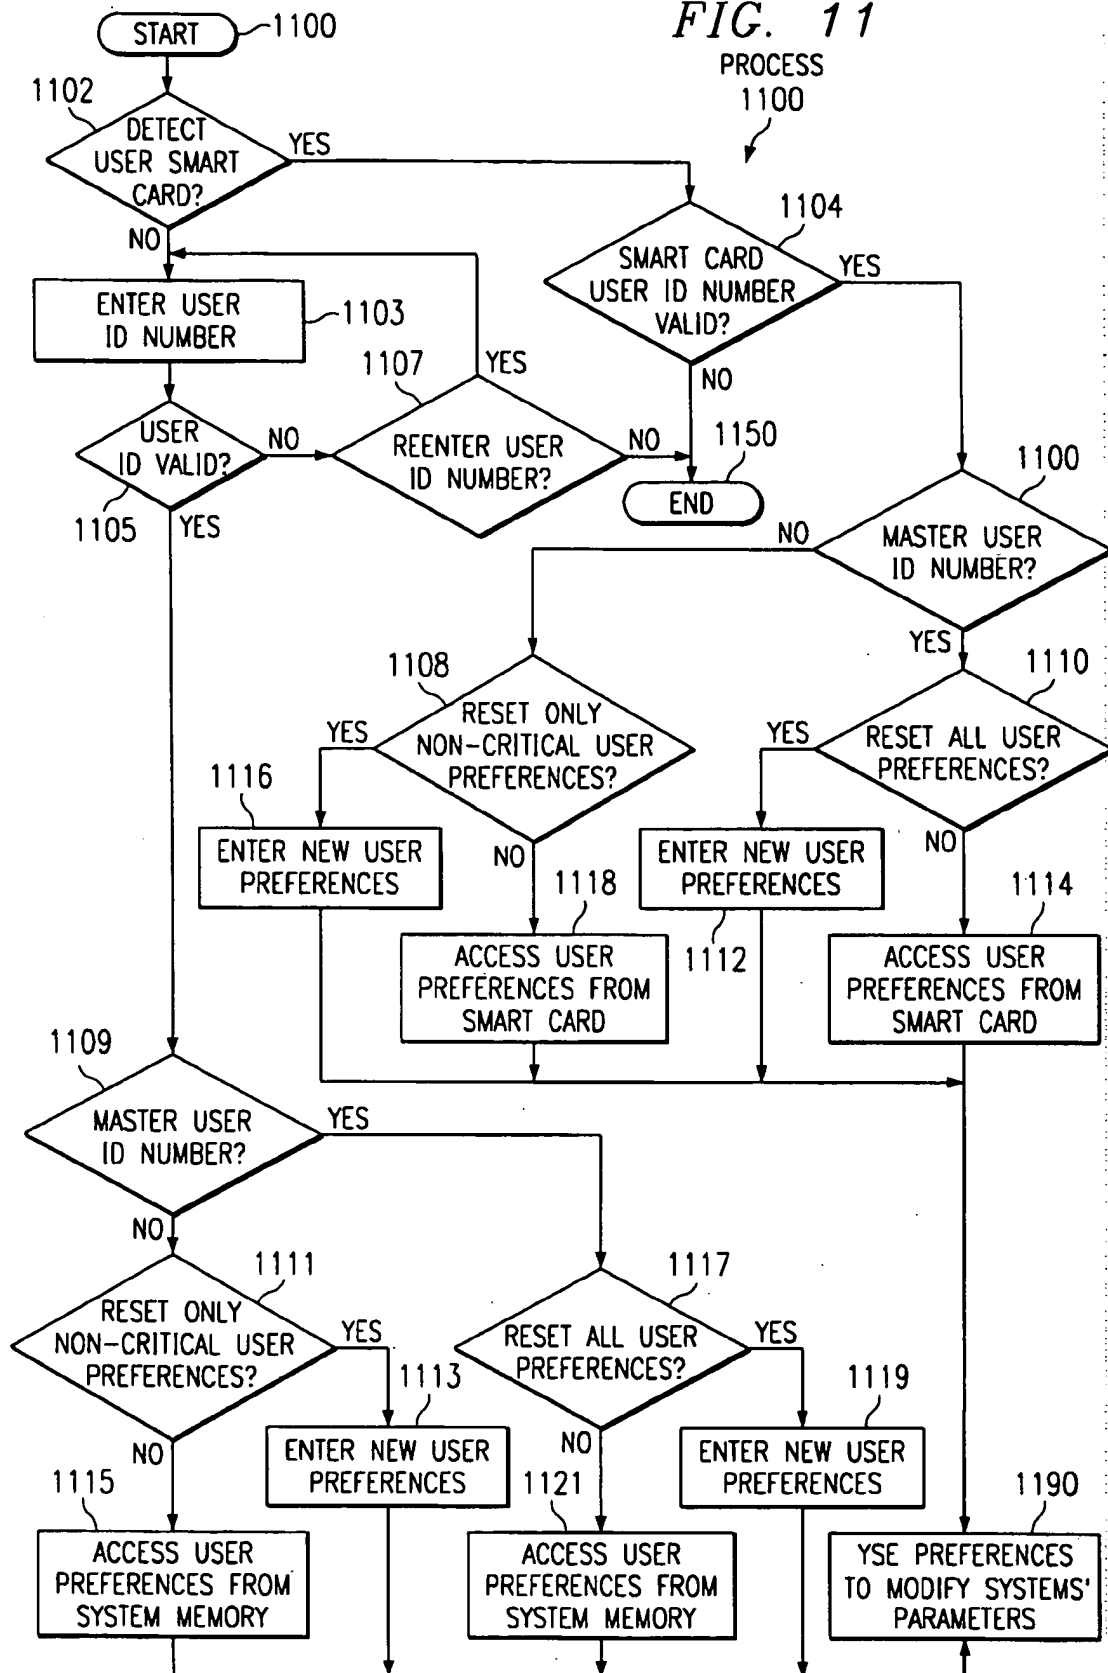 FIG. 11
PROCESS
1100
START
1100
1102
DETECT
USER SMART
CARD?
YES
NO
1104
SMART CARD
USER ID NUMBER
VALID?
YES
NO
ENTER USER
ID NUMBER
1103
1107
YES
REENTER USER
ID NUMBER?
NO
USER
ID VALID?
NO
1105
YES
1150
END
1100
MASTER USER
ID NUMBER?
NO
YES
1108
RESET ONLY
NON-CRITICAL USER
PREFERENCES?
YES
NO
1110
RESET ALL USER
PREFERENCES?
YES
NO
1116
ENTER NEW USER
PREFERENCES
1118
ACCESS USER
PREFERENCES FROM
SMART CARD
ENTER NEW USER
PREFERENCES
1112
1114
ACCESS USER
PREFERENCES FROM
SMART CARD
1109
MASTER USER
ID NUMBER?
YES
NO
1111
RESET ONLY
NON-CRITICAL USER
PREFERENCES?
YES
NO
1113
ENTER NEW USER
PREFERENCES
1117
RESET ALL USER
PREFERENCES?
YES
NO
1119
ENTER NEW USER
PREFERENCES
1115
ACCESS USER
PREFERENCES FROM
SYSTEM MEMORY
1121
ACCESS USER
PREFERENCES FROM
SYSTEM MEMORY
1190
YSE PREFERENCES
TO MODIFY SYSTEMS'
PARAMETERS